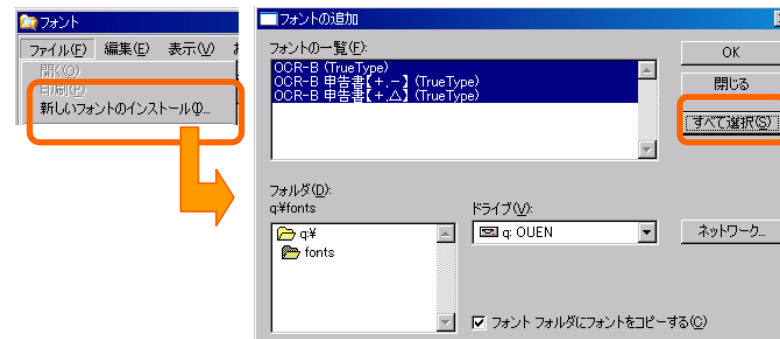 フォント
ファイル(F) 編集(E) 表示(V)
開く(O)
印刷(P)
新しいフォントのインストール(I)...
フォントの追加
フォントの一覧(F):
OCR-B (TrueType)
OCR-B 申告書【+,-】 (TrueType)
OCR-B 申告書【+,△】 (TrueType)
OK
閉じる
すべて選択(S)
フォルダ(D):
q:¥fonts
q:¥
fonts
ドライブ(V):
q: OUEN
ネットワーク...
フォント フォルダにフォントをコピーする(C)